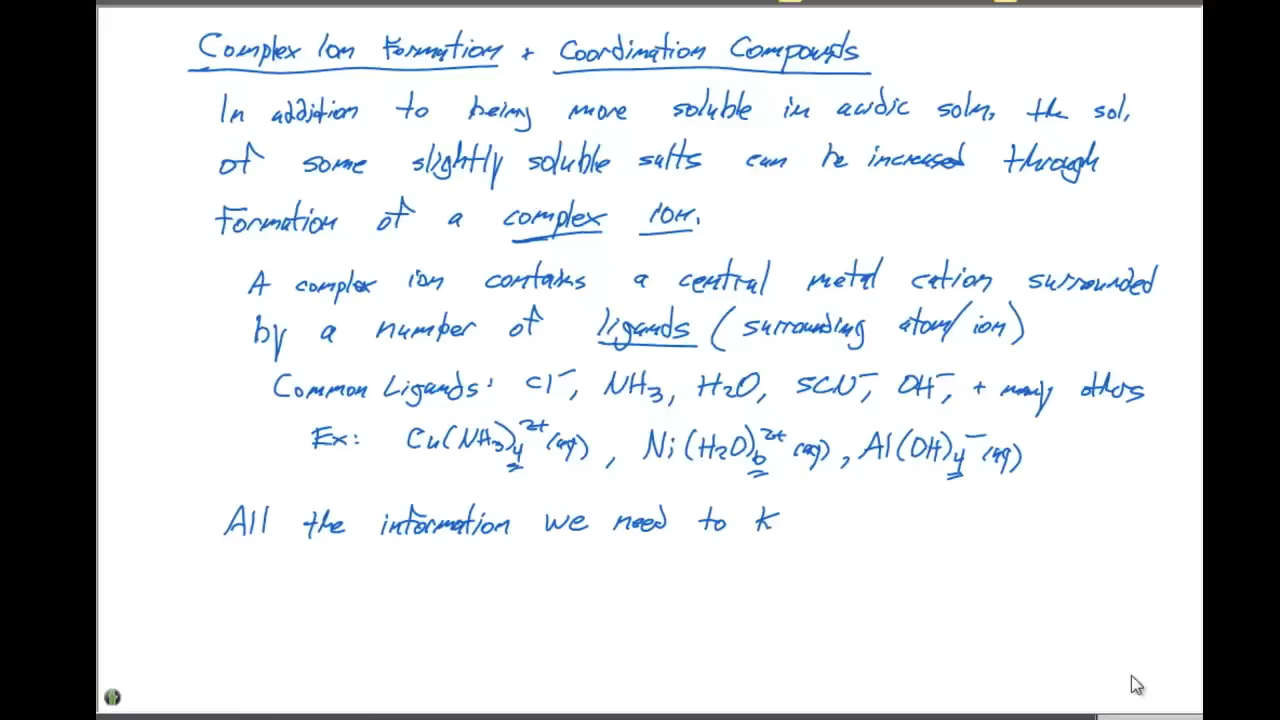 Complex Ion Formation + Coordination Compounds
In addition to being more soluble in acidic soln, the sol.
of some slightly soluble salts can be increased through
formation of a complex ion.
A complex ion contains a central metal cation surrounded
by a number of ligands (surrounding atom/ion)
Common Ligands: Cl⁻, NH₃, H₂O, SCN⁻, OH⁻, + many others
Ex: Cu(NH₃)₄²⁺(aq), Ni(H₂O)₆²⁺(aq), Al(OH)₄⁻(aq)
All the information we need to k